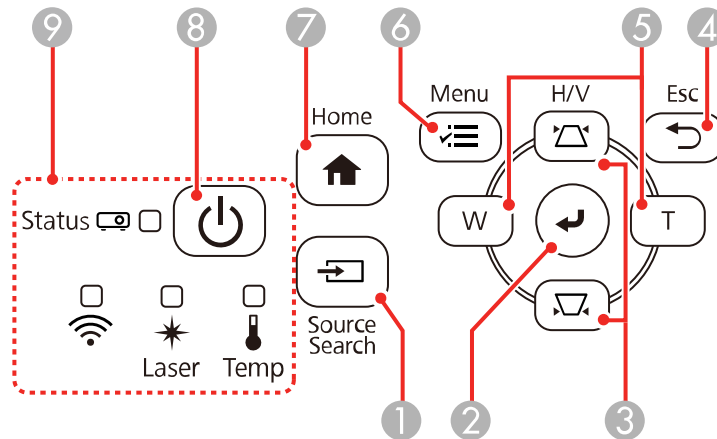 9 8 7 6 5 4
Menu H/V Esc
Home
Status
W T
Source
Search
Laser Temp
1 2 3